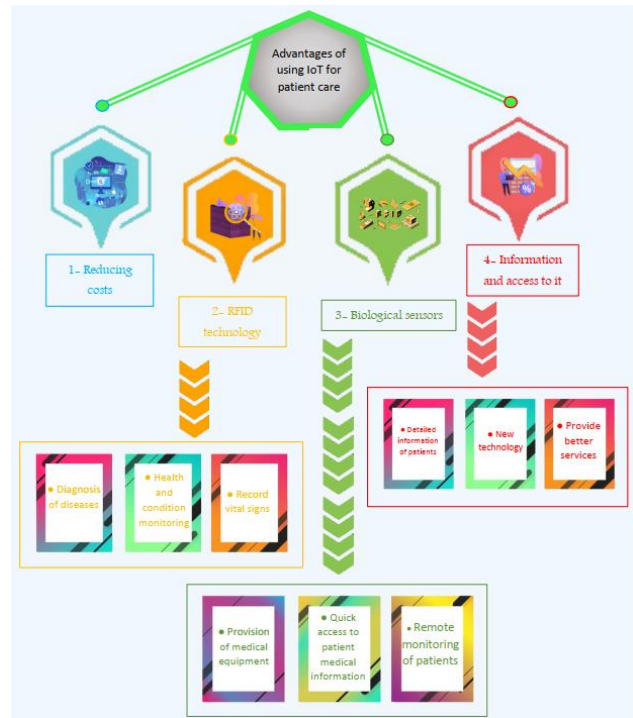 Advantages of
using IoT for
patient care
1- Reducing
costs
2- RFID
technology
3- Biological sensors
4- Information
and access to it
• Detailed
information
of patients
• New
technology
• Provide
better
services
• Diagnosis
of diseases
• Health
and
condition
monitoring
• Record
vital signs
• Provision
of medical
equipment
• Quick
access to
patient
medical
information
• Remote
monitoring
of patients